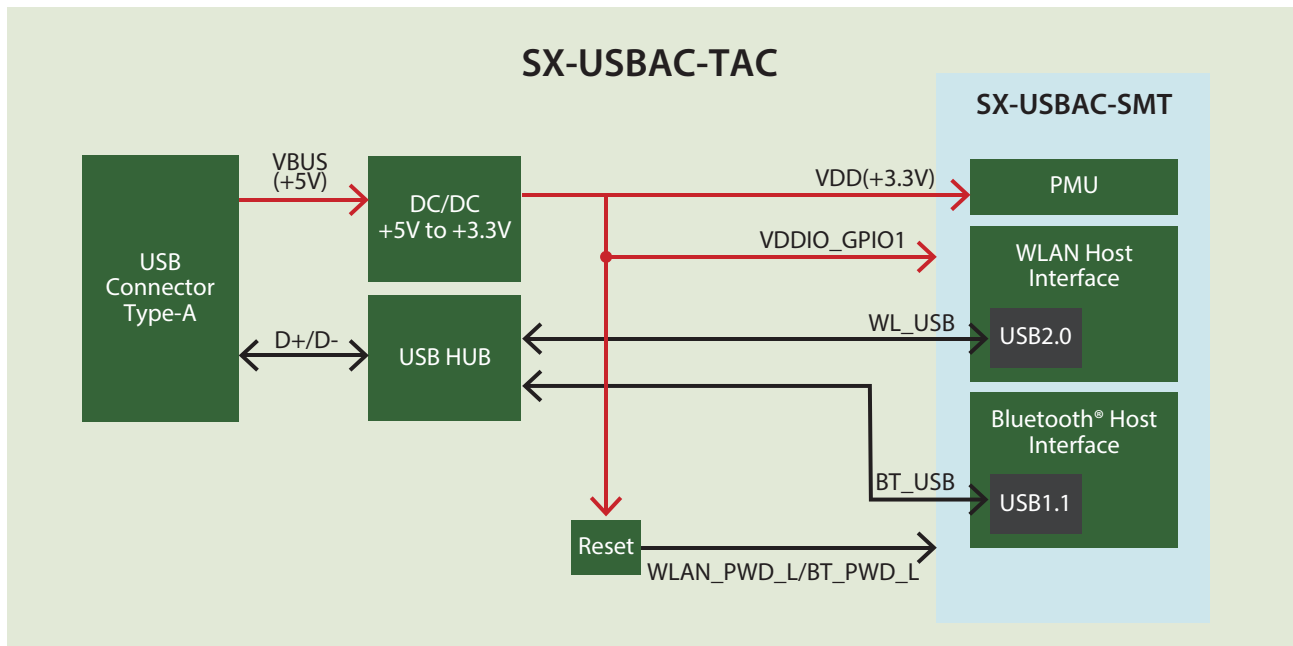 SX-USBAC-TAC
SX-USBAC-SMT
USB
Connector
Type-A
VBUS
(+5V)
D+/D-
DC/DC
+5V to +3.3V
USB HUB
VDD(+3.3V)
VDDIO_GPIO1
WL_USB
BT_USB
Reset
WLAN_PWD_L/BT_PWD_L
PMU
WLAN Host
Interface
USB2.0
Bluetooth® Host
Interface
USB1.1